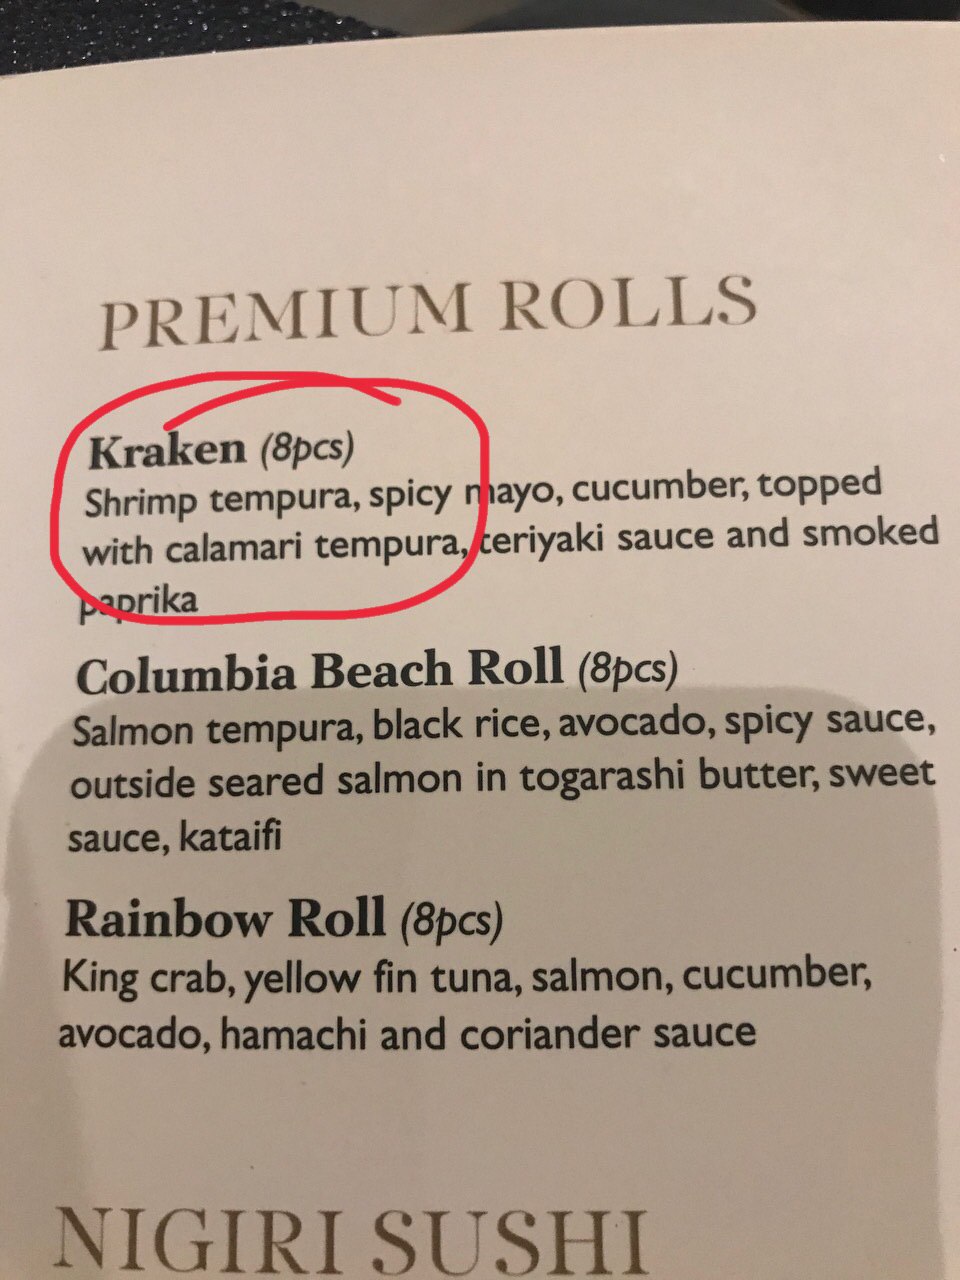 PREMIUM ROLLS
Kraken (8pcs)
Shrimp tempura, spicy mayo, cucumber, topped
with calamari tempura, teriyaki sauce and smoked
paprika
Columbia Beach Roll (8pcs)
Salmon tempura, black rice, avocado, spicy sauce,
outside seared salmon in togarashi butter, sweet
sauce, kataifi
Rainbow Roll (8pcs)
King crab, yellow fin tuna, salmon, cucumber,
avocado, hamachi and coriander sauce
NIGIRI SUSHI